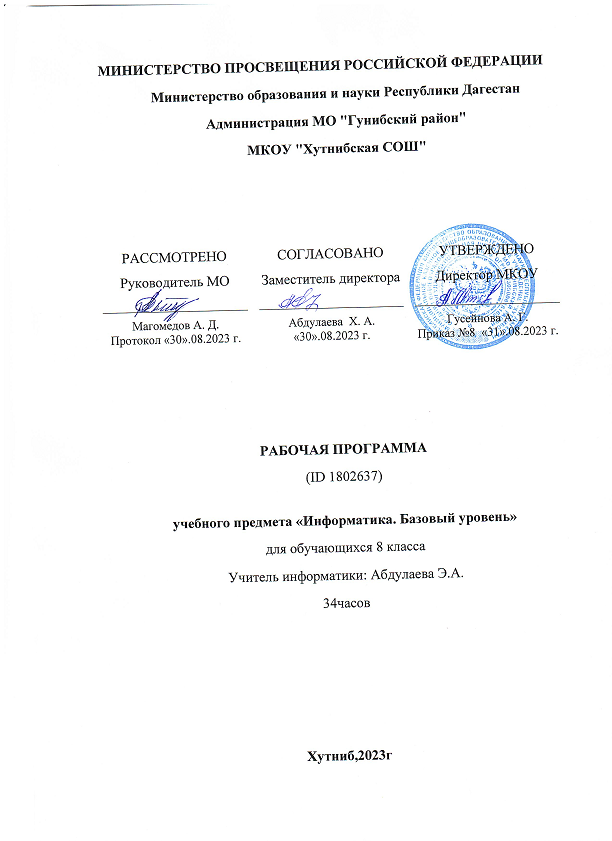 МИНИСТЕРСТВО ПРОСВЕЩЕНИЯ РОССИЙСКОЙ ФЕДЕРАЦИИ
Министерство образования и науки Республики Дагестан
Администрация МО "Гунибский район"
МКОУ "Хутнибская СОШ"
РАССМОТРЕНО
Руководитель МО
Магомедов А. Д.
Протокол «30».08.2023 г.
СОГЛАСОВАНО
Заместитель директора
Абдулаева Х. А.
«30».08.2023 г.
УТВЕРЖДЕНО
Директор МКОУ
Гусейнова А. Г.
Приказ №8 «31».08.2023 г.
РАБОЧАЯ ПРОГРАММА
(ID 1802637)
учебного предмета «Информатика. Базовый уровень»
для обучающихся 8 класса
Учитель информатики: Абдулаева Э.А.
34часов
Хутниб,2023г